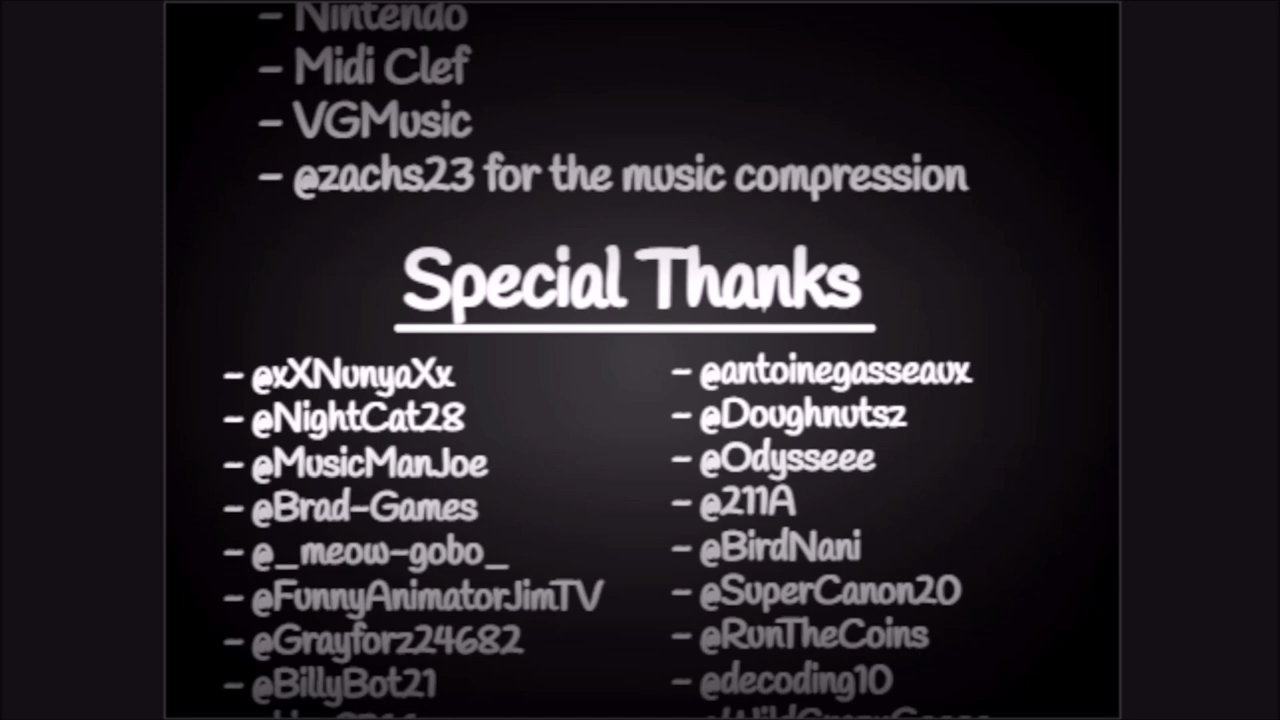 - Nintendo
- Midi Clef
- VGMusic
- @zachs23 for the music compression
Special Thanks
- @xXNunyaXx
- @NightCat28
- @MusicManJoe
- @Brad-Games
- @_meow-gobo_
- @FunnyAnimatorJimTV
- @Grayforz24682
- @BillyBot21
- @antoinegasseaux
- @Doughnutsz
- @Odysseee
- @211A
- @BirdNani
- @SuperCanon20
- @RunTheCoins
- @decoding10